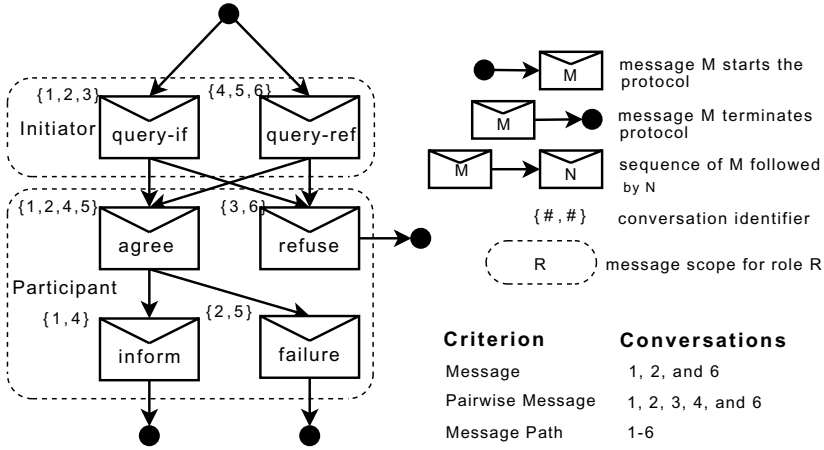 {1,2,3}
{4,5,6}
Initiator
query-if
query-ref
{1,2,4,5}
{3,6}
agree
refuse
Participant
{1,4}
{2,5}
inform
failure
M
message M starts the
protocol
M
message M terminates
protocol
M
N
sequence of M followed
by N
{#,#}
conversation identifier
R
message scope for role R
Criterion Conversations
Message 1, 2, and 6
Pairwise Message 1, 2, 3, 4, and 6
Message Path 1-6